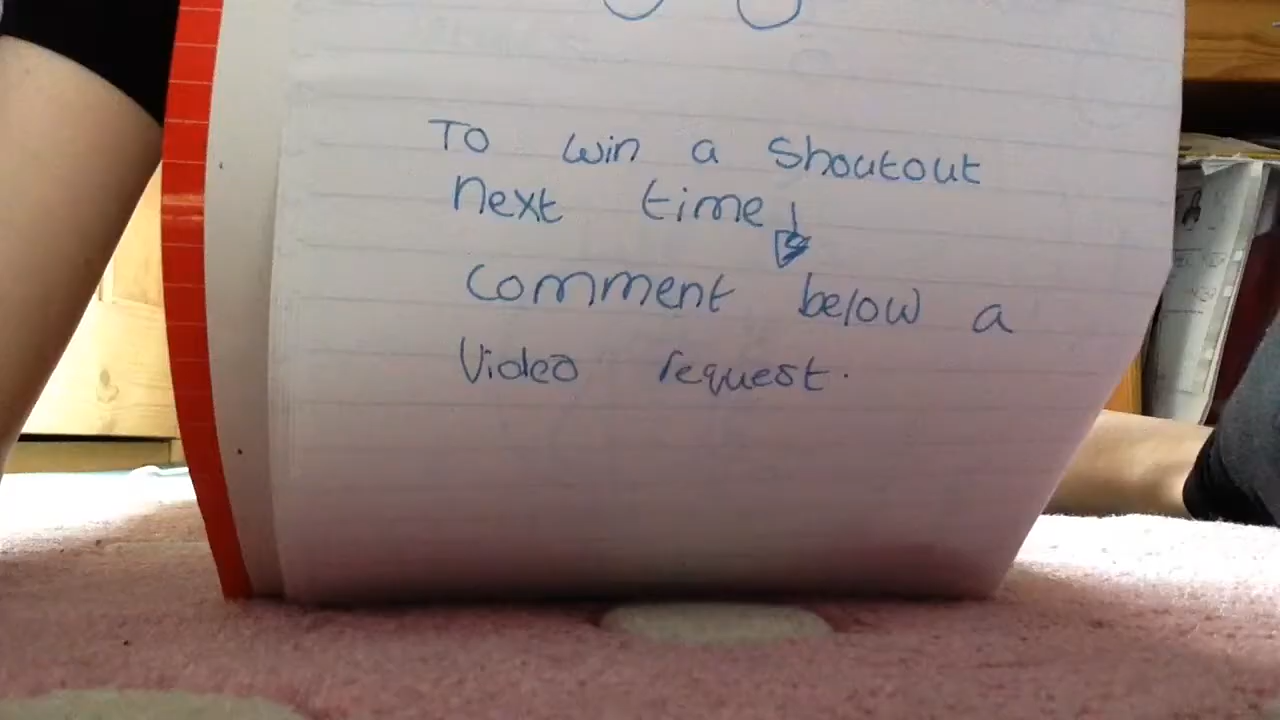 To win a shoutout
next time
comment below a
video request.